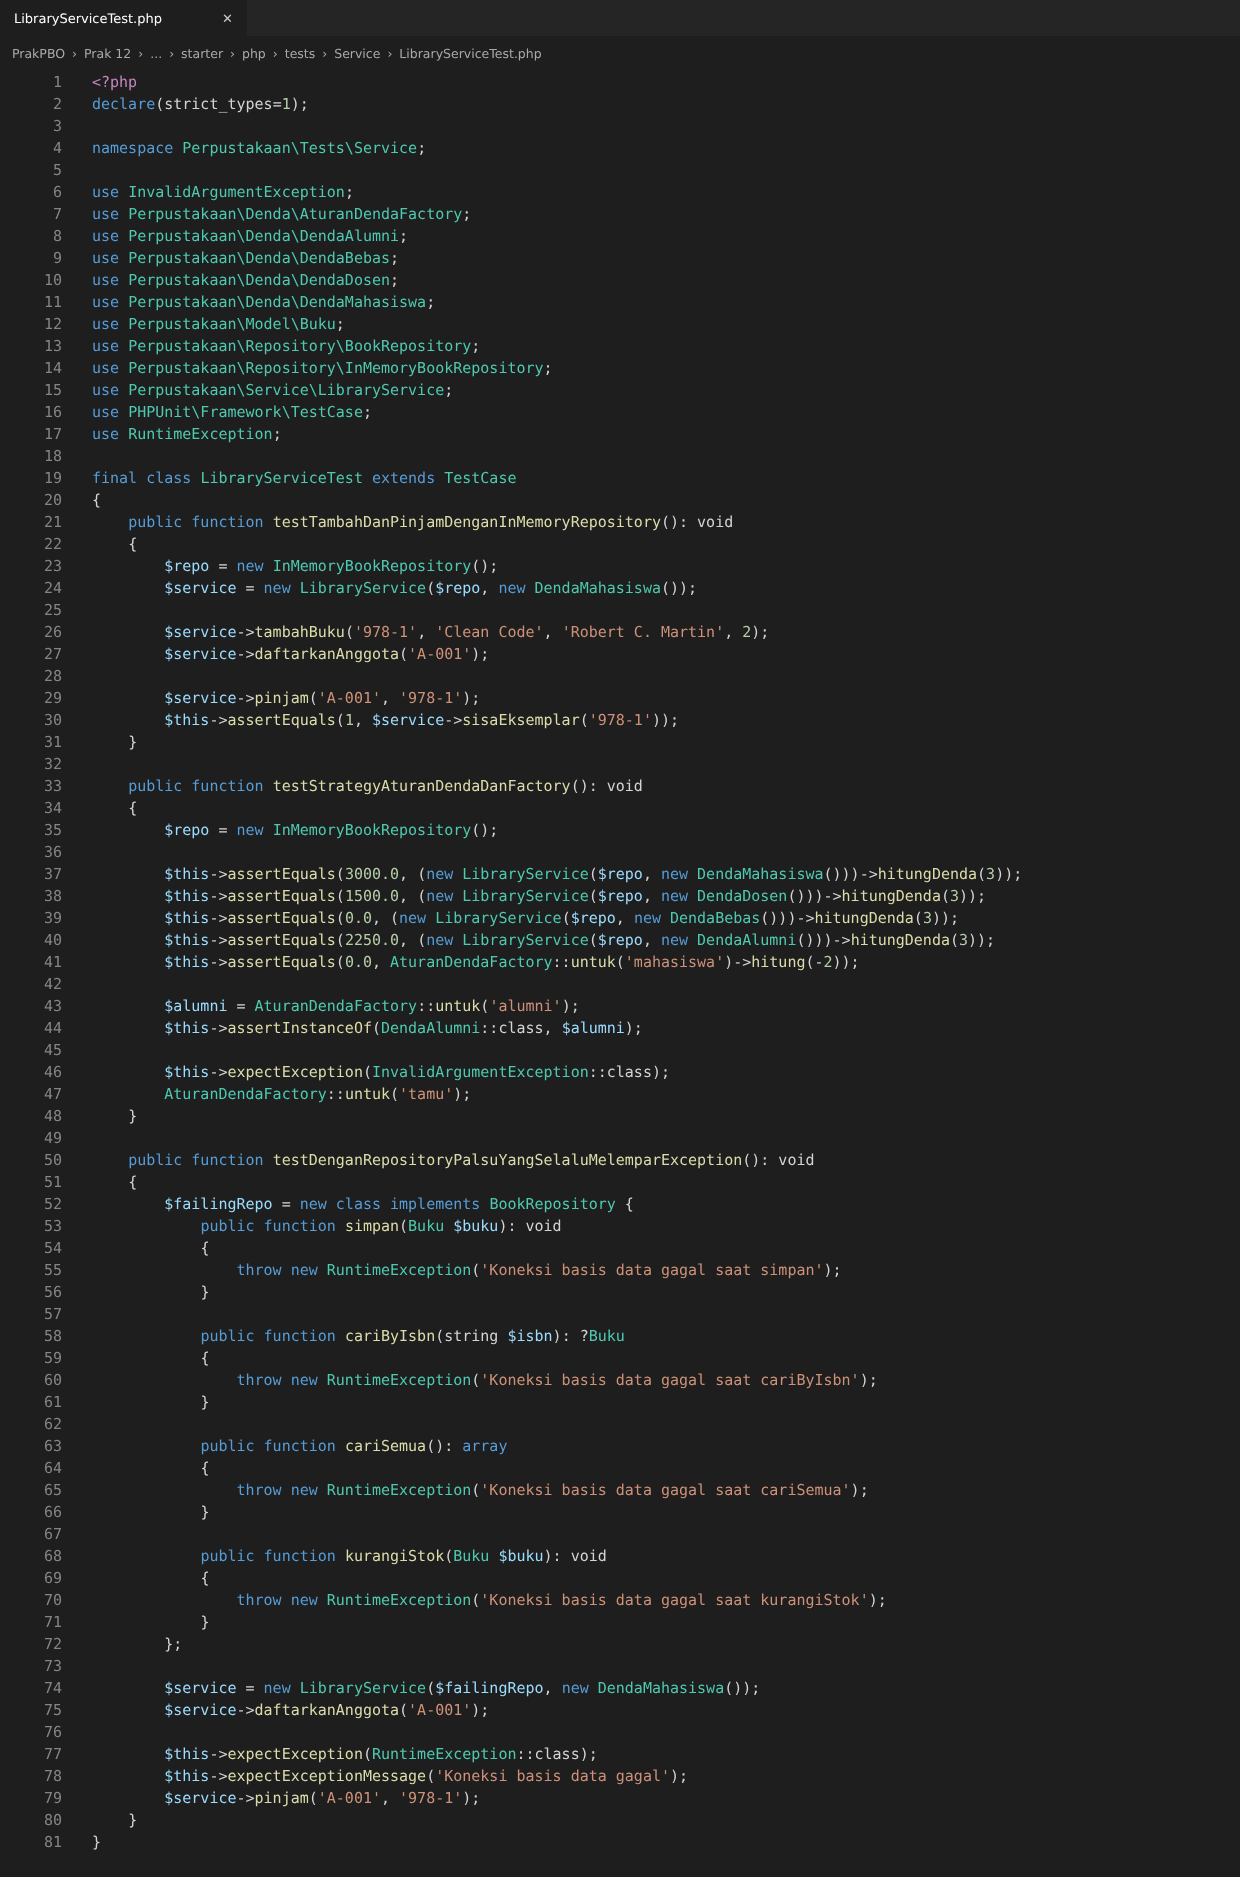 LibraryServiceTest.php ×
PrakPBO › Prak 12 › ... › starter › php › tests › Service › LibraryServiceTest.php
1 <?php
2 declare(strict_types=1);
3
4 namespace Perpustakaan\Tests\Service;
5
6 use InvalidArgumentException;
7 use Perpustakaan\Denda\AturanDendaFactory;
8 use Perpustakaan\Denda\DendaAlumni;
9 use Perpustakaan\Denda\DendaBebas;
10 use Perpustakaan\Denda\DendaDosen;
11 use Perpustakaan\Denda\DendaMahasiswa;
12 use Perpustakaan\Model\Buku;
13 use Perpustakaan\Repository\BookRepository;
14 use Perpustakaan\Repository\InMemoryBookRepository;
15 use Perpustakaan\Service\LibraryService;
16 use PHPUnit\Framework\TestCase;
17 use RuntimeException;
18
19 final class LibraryServiceTest extends TestCase
20 {
21     public function testTambahDanPinjamDenganInMemoryRepository(): void
22     {
23         $repo = new InMemoryBookRepository();
24         $service = new LibraryService($repo, new DendaMahasiswa());
25
26         $service->tambahBuku('978-1', 'Clean Code', 'Robert C. Martin', 2);
27         $service->daftarkanAnggota('A-001');
28
29         $service->pinjam('A-001', '978-1');
30         $this->assertEquals(1, $service->sisaEksemplar('978-1'));
31     }
32
33     public function testStrategyAturanDendaDanFactory(): void
34     {
35         $repo = new InMemoryBookRepository();
36
37         $this->assertEquals(3000.0, (new LibraryService($repo, new DendaMahasiswa()))->hitungDenda(3));
38         $this->assertEquals(1500.0, (new LibraryService($repo, new DendaDosen()))->hitungDenda(3));
39         $this->assertEquals(0.0, (new LibraryService($repo, new DendaBebas()))->hitungDenda(3));
40         $this->assertEquals(2250.0, (new LibraryService($repo, new DendaAlumni()))->hitungDenda(3));
41         $this->assertEquals(0.0, AturanDendaFactory::untuk('mahasiswa')->hitung(-2));
42
43         $alumni = AturanDendaFactory::untuk('alumni');
44         $this->assertInstanceOf(DendaAlumni::class, $alumni);
45
46         $this->expectException(InvalidArgumentException::class);
47         AturanDendaFactory::untuk('tamu');
48     }
49
50     public function testDenganRepositoryPalsuYangSelaluMelemparException(): void
51     {
52         $failingRepo = new class implements BookRepository {
53             public function simpan(Buku $buku): void
54             {
55                 throw new RuntimeException('Koneksi basis data gagal saat simpan');
56             }
57
58             public function cariByIsbn(string $isbn): ?Buku
59             {
60                 throw new RuntimeException('Koneksi basis data gagal saat cariByIsbn');
61             }
62
63             public function cariSemua(): array
64             {
65                 throw new RuntimeException('Koneksi basis data gagal saat cariSemua');
66             }
67
68             public function kurangiStok(Buku $buku): void
69             {
70                 throw new RuntimeException('Koneksi basis data gagal saat kurangiStok');
71             }
72         };
73
74         $service = new LibraryService($failingRepo, new DendaMahasiswa());
75         $service->daftarkanAnggota('A-001');
76
77         $this->expectException(RuntimeException::class);
78         $this->expectExceptionMessage('Koneksi basis data gagal');
79         $service->pinjam('A-001', '978-1');
80     }
81 }